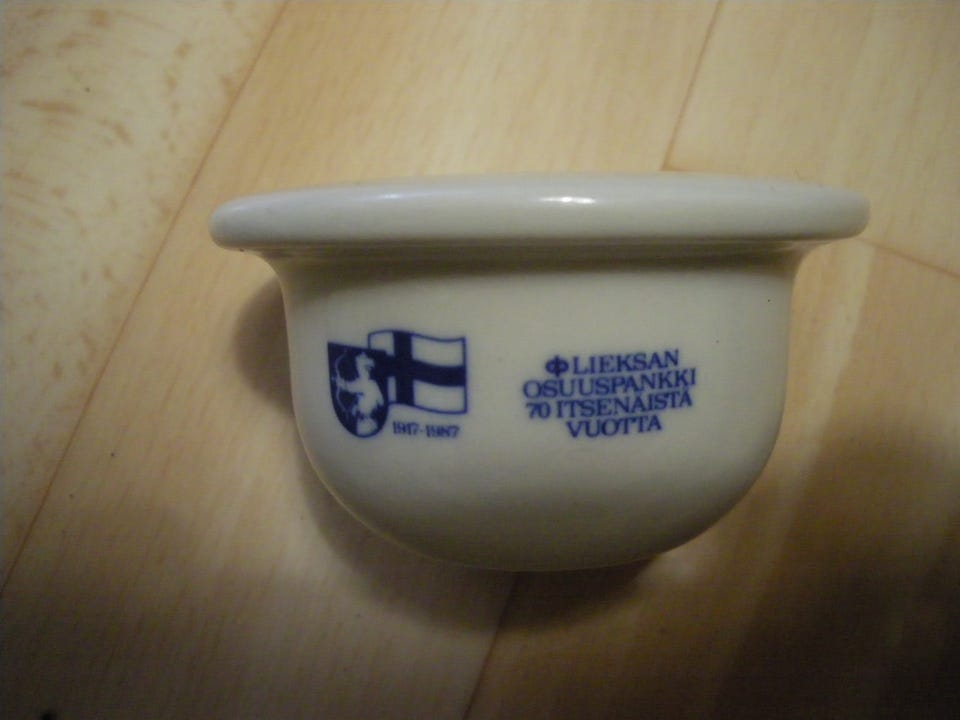 1917-1987
LIEKSAN
OSUUSPANKKI
70 ITSENÄISTÄ
VUOTTA